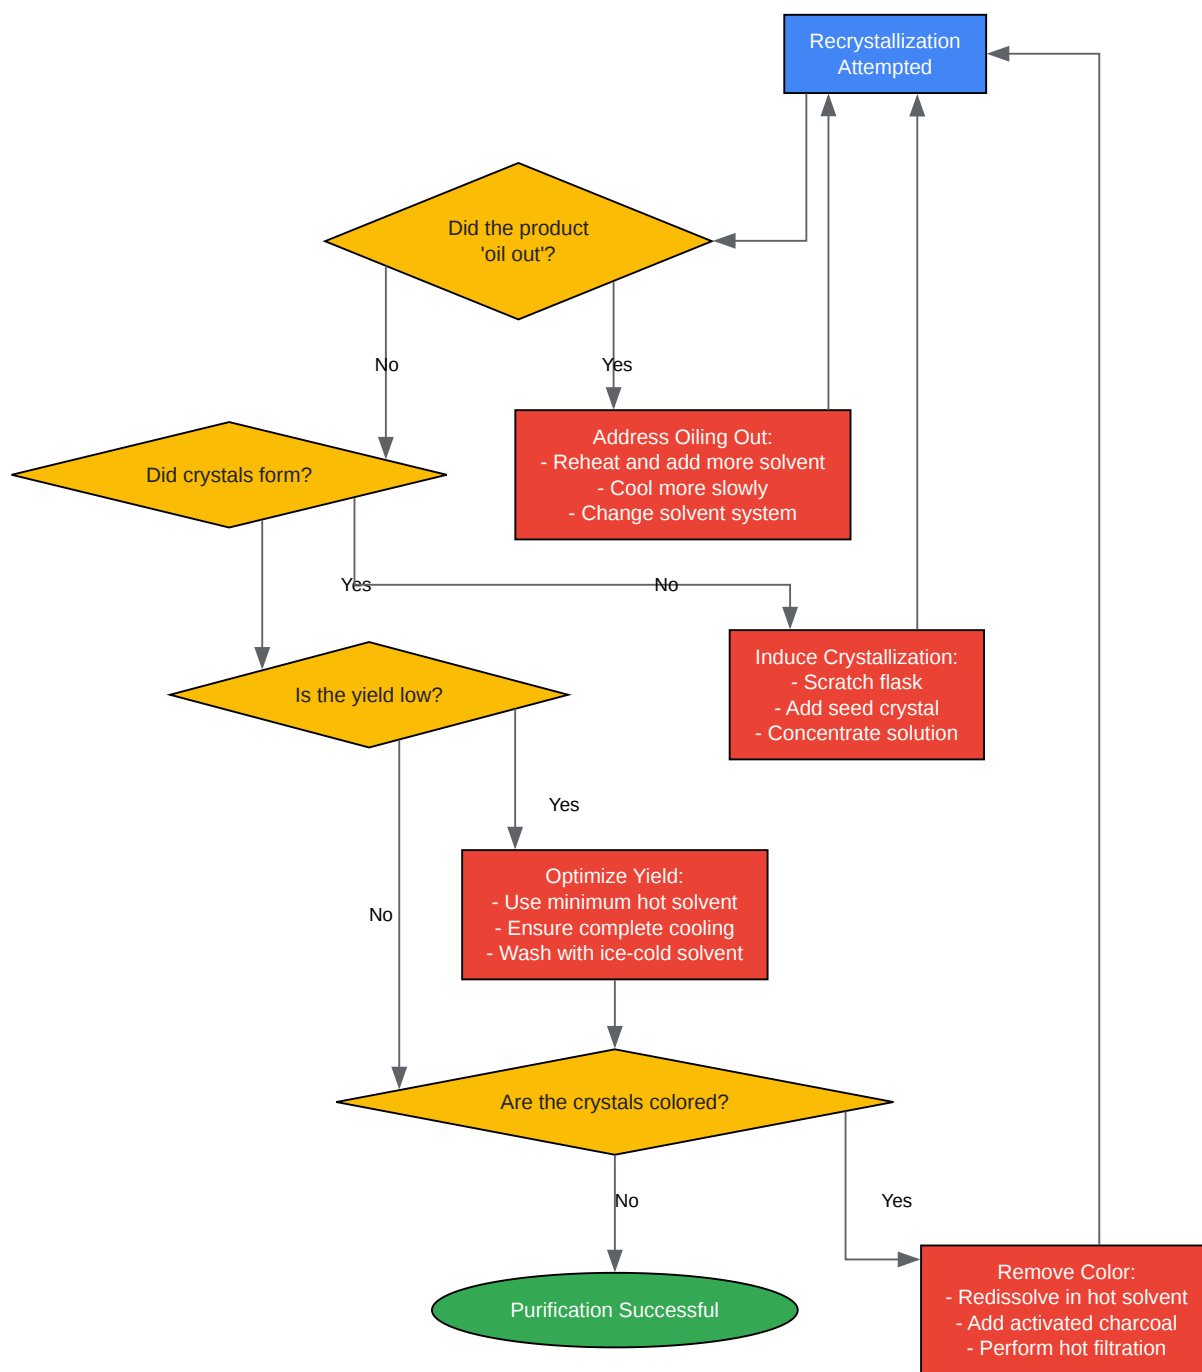 Recrystallization
Attempted
Did the product
'oil out'?
No
Yes
Address Oiling Out:
- Reheat and add more solvent
- Cool more slowly
- Change solvent system
Did crystals form?
Yes
No
Induce Crystallization:
- Scratch flask
- Add seed crystal
- Concentrate solution
Is the yield low?
Yes
No
Optimize Yield:
- Use minimum hot solvent
- Ensure complete cooling
- Wash with ice-cold solvent
Are the crystals colored?
No
Yes
Remove Color:
- Redissolve in hot solvent
- Add activated charcoal
- Perform hot filtration
Purification Successful